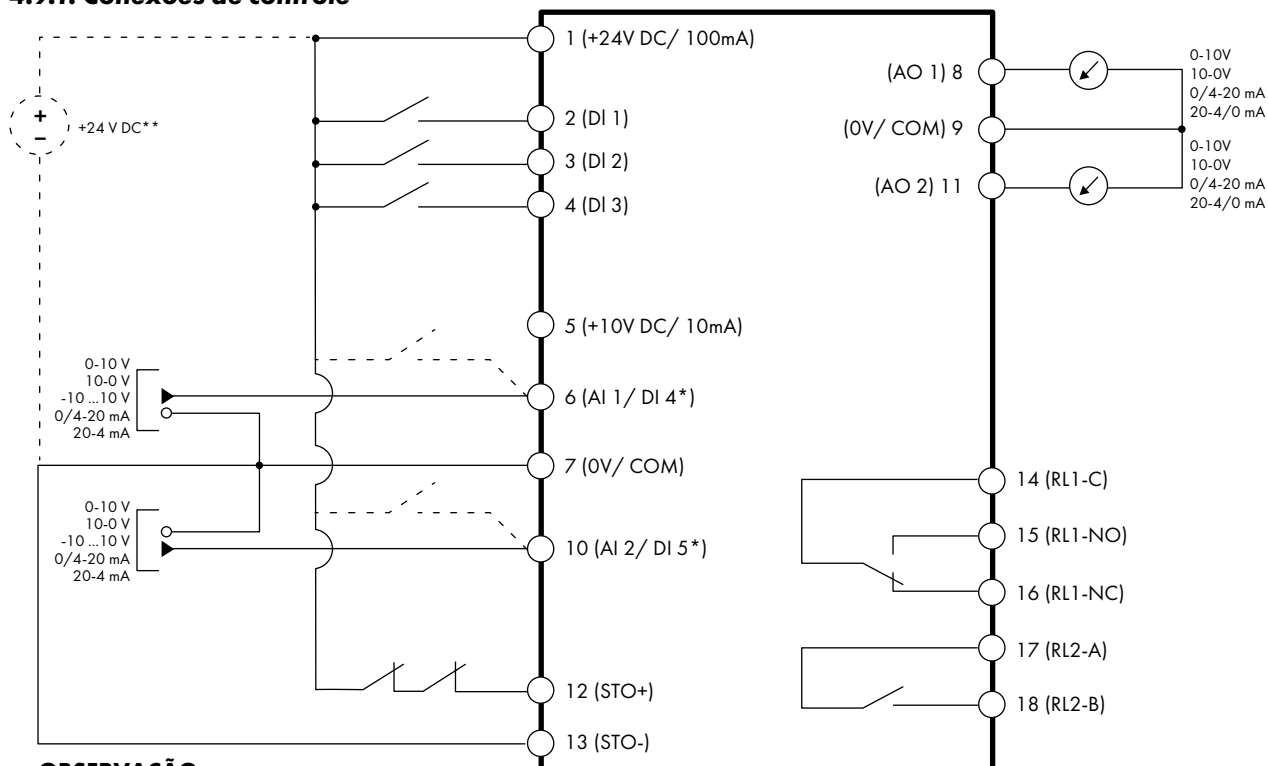 4.9.1. Conexões de controle
1 (+24V DC/ 100mA)
2 (DI 1)
3 (DI 2)
4 (DI 3)
5 (+10V DC/ 10mA)
6 (AI 1/ DI 4*)
7 (0V/ COM)
10 (AI 2/ DI 5*)
12 (STO+)
13 (STO-)
+
−
+24 V DC**
0-10 V
10-0 V
-10 ...10 V
0/4-20 mA
20-4 mA
0-10 V
10-0 V
-10 ...10 V
0/4-20 mA
20-4 mA
(AO 1) 8
(0V/ COM) 9
(AO 2) 11
0-10V
10-0V
0/4-20 mA
20-4/0 mA
0-10V
10-0V
0/4-20 mA
20-4/0 mA
14 (RL1-C)
15 (RL1-NO)
16 (RL1-NC)
17 (RL2-A)
18 (RL2-B)
OBSERVAÇÃO